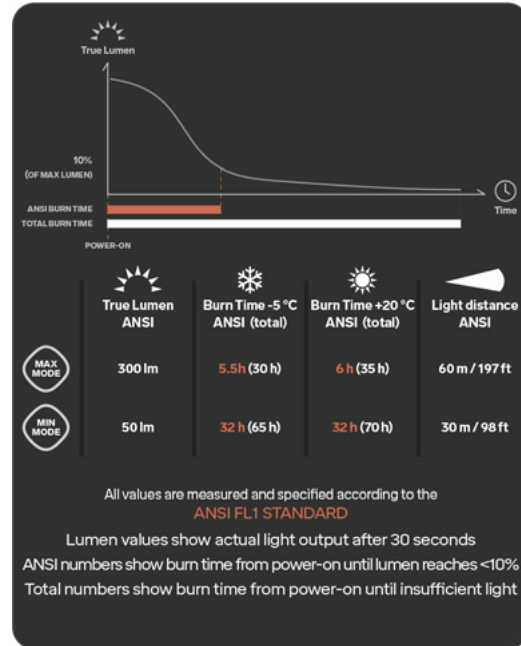 True Lumen
10%
(OF MAX LUMEN)
ANSI BURN TIME
TOTAL BURN TIME
Time
POWER-ON
True Lumen
ANSI
Burn Time -5 °C
ANSI (total)
Burn Time +20 °C
ANSI (total)
Light distance
ANSI
MAX
MODE
300 lm
5.5h (30 h)
6 h (35 h)
60 m / 197 ft
MIN
MODE
50 lm
32 h (65 h)
32 h (70 h)
30 m / 98 ft
All values are measured and specified according to the
ANSI FL1 STANDARD
Lumen values show actual light output after 30 seconds
ANSI numbers show burn time from power-on until lumen reaches <10%
Total numbers show burn time from power-on until insufficient light